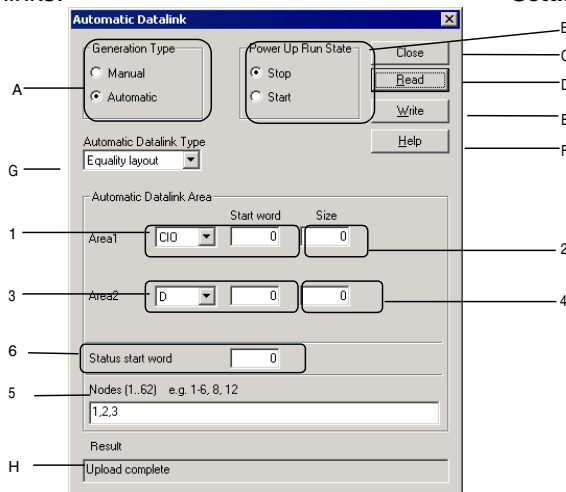 Automatic Datalink
Generation Type
Manual
Automatic
Power Up Run State
Stop
Start
Close
Read
Write
Help
A
D
G
F
Automatic Datalink Type
Equality layout
Automatic Datalink Area
Start word Size
1 Area1 CIO 0 0 2
3 Area2 D 0 0 4
6 Status start word 0
5 Nodes (1..62) e.g. 1-6, 8, 12
1,2,3
Result
H Upload complete